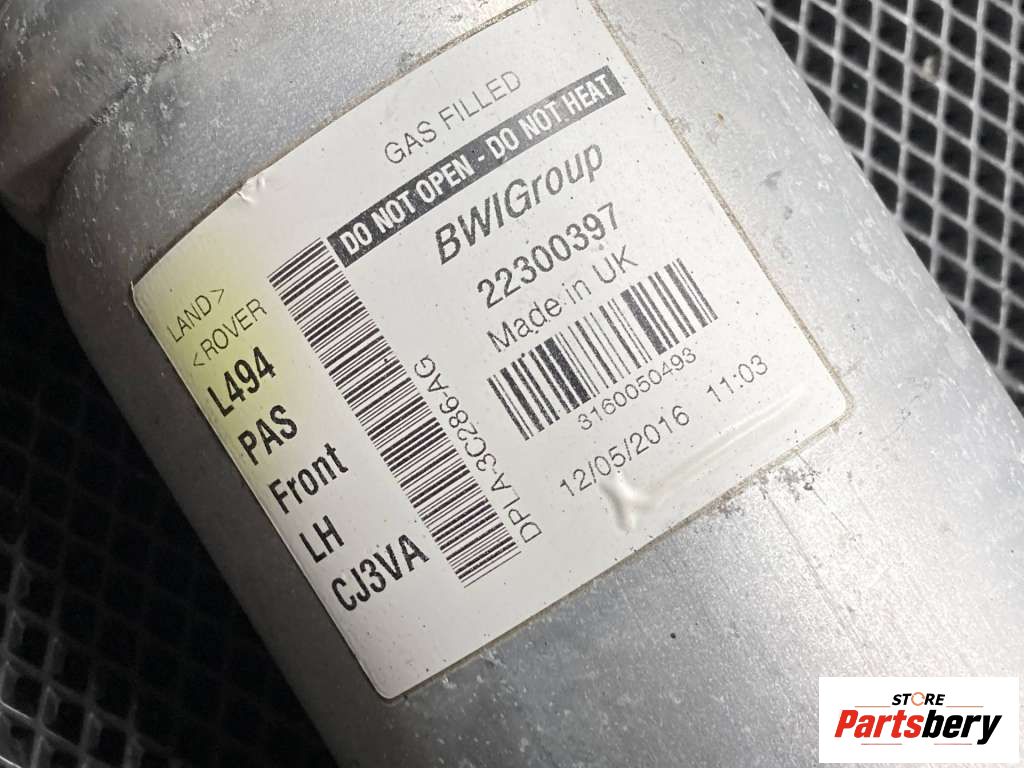 GAS FILLED
DO NOT OPEN - DO NOT HEAT
BWIGroup
22300397
Made in UK
3160050493
12/05/2016 11:03
DPLA-3C286-AG
LAND>
<ROVER
L494
PAS
Front
LH
CJ3VA
STORE
Partsbery